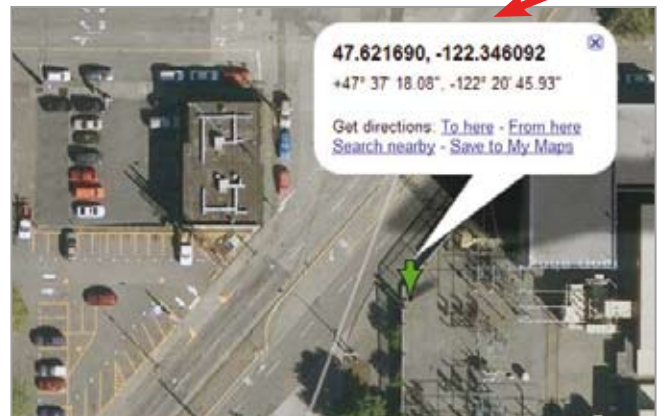 47.621690, -122.346092
+47° 37' 18.08", -122° 20' 45.93"
Get directions: To here - From here
Search nearby - Save to My Maps